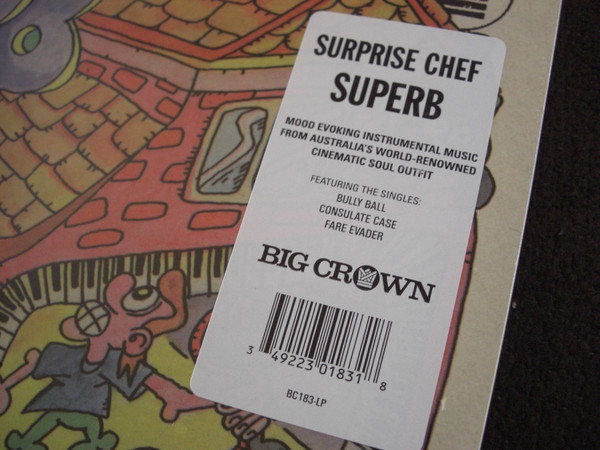 SURPRISE CHEF
SUPERB
MOOD EVOKING INSTRUMENTAL MUSIC
FROM AUSTRALIA'S WORLD-RENOWNED
CINEMATIC SOUL OUTFIT
FEATURING THE SINGLES:
BULLY BALL
CONSULATE CASE
FARE EVADER
BIG CROWN
3 49223 01831 8
BC183-LP